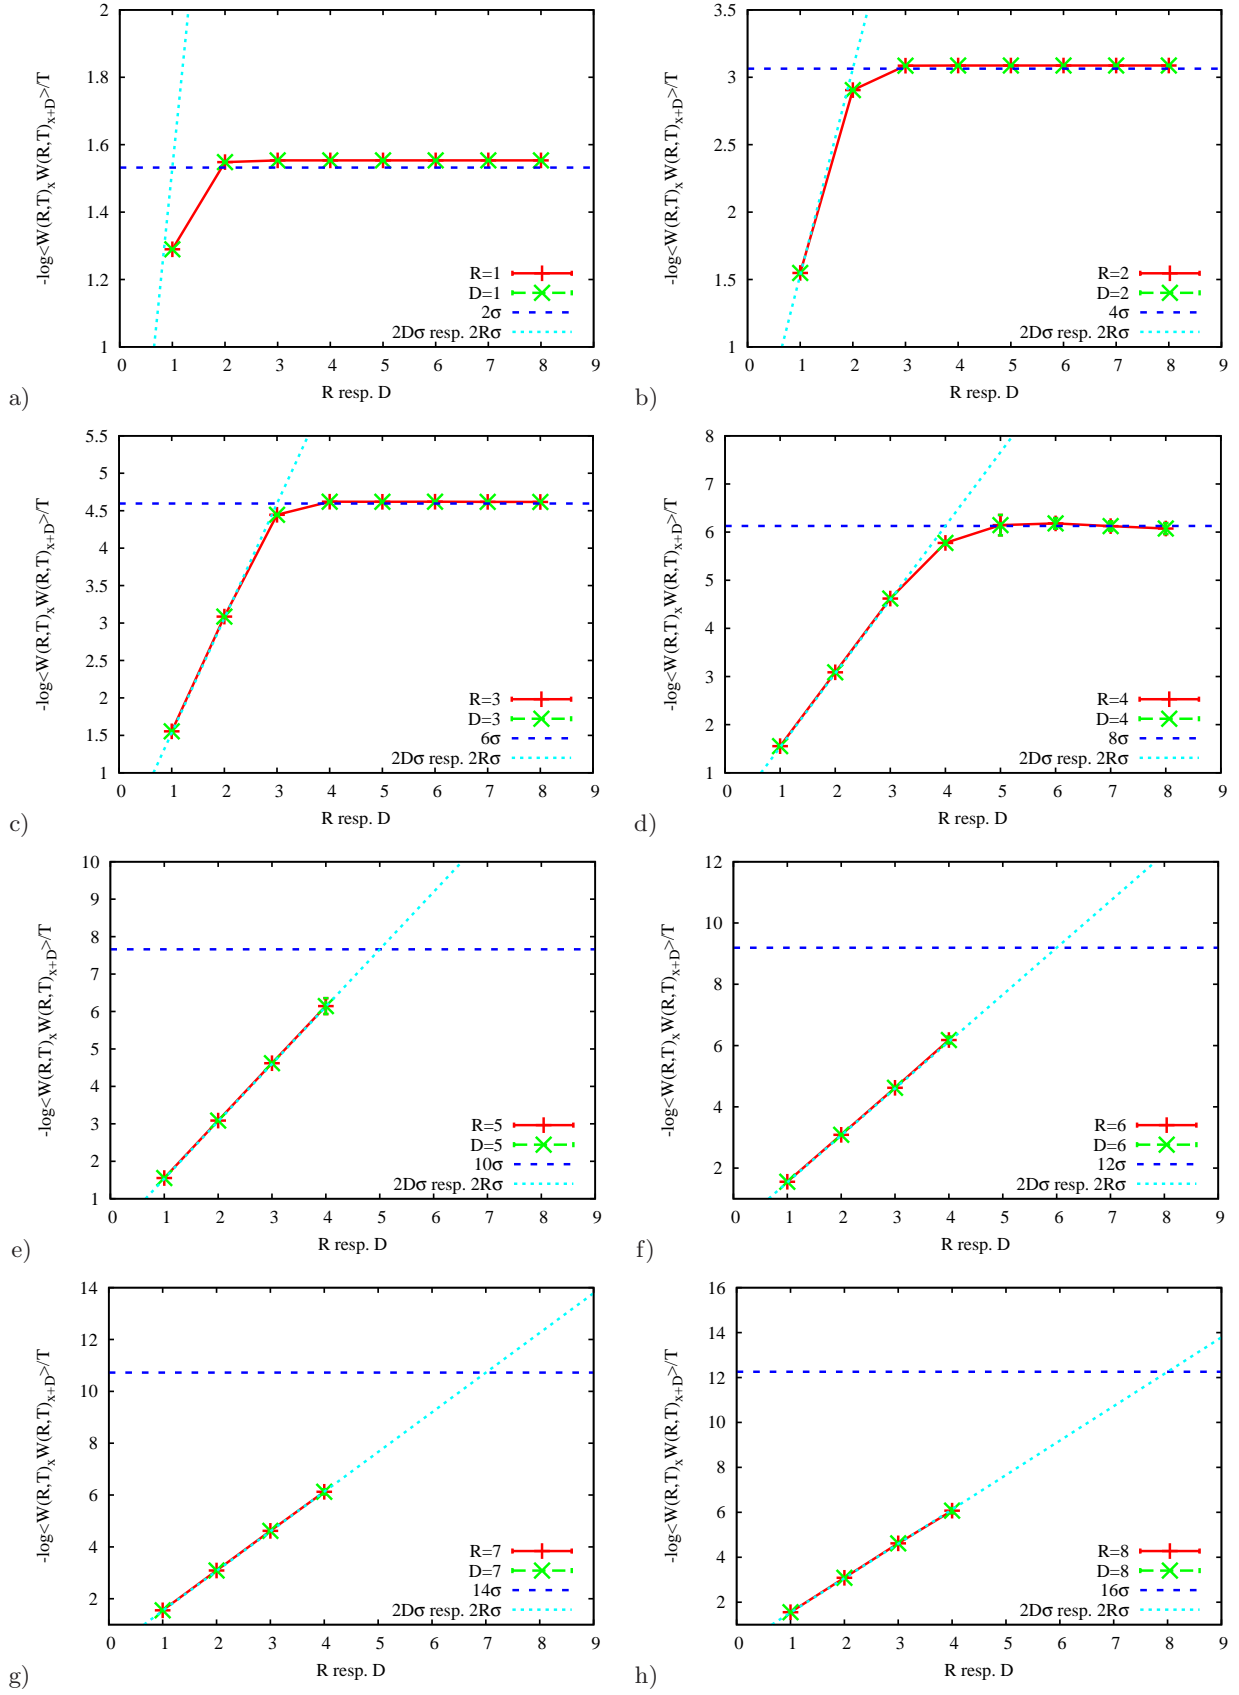 2
1.8
1.6
1.4
1.2
1
0 1 2 3 4 5 6 7 8 9
-log<W(R,T)ₓW(R,T)ₓ₊D>/T
R resp. D
R=1
D=1
2σ
2Dσ resp. 2Rσ
a)
3.5
3
2.5
2
1.5
1
0 1 2 3 4 5 6 7 8 9
-log<W(R,T)ₓW(R,T)ₓ₊D>/T
R resp. D
R=2
D=2
4σ
2Dσ resp. 2Rσ
b)
5.5
5
4.5
4
3.5
3
2.5
2
1.5
1
0 1 2 3 4 5 6 7 8 9
-log<W(R,T)ₓW(R,T)ₓ₊D>/T
R resp. D
R=3
D=3
6σ
2Dσ resp. 2Rσ
c)
8
7
6
5
4
3
2
1
0 1 2 3 4 5 6 7 8 9
-log<W(R,T)ₓW(R,T)ₓ₊D>/T
R resp. D
R=4
D=4
8σ
2Dσ resp. 2Rσ
d)
10
9
8
7
6
5
4
3
2
1
0 1 2 3 4 5 6 7 8 9
-log<W(R,T)ₓW(R,T)ₓ₊D>/T
R resp. D
R=5
D=5
10σ
2Dσ resp. 2Rσ
e)
12
10
8
6
4
2
0 1 2 3 4 5 6 7 8 9
-log<W(R,T)ₓW(R,T)ₓ₊D>/T
R resp. D
R=6
D=6
12σ
2Dσ resp. 2Rσ
f)
14
12
10
8
6
4
2
0 1 2 3 4 5 6 7 8 9
-log<W(R,T)ₓW(R,T)ₓ₊D>/T
R resp. D
R=7
D=7
14σ
2Dσ resp. 2Rσ
g)
16
14
12
10
8
6
4
2
0 1 2 3 4 5 6 7 8 9
-log<W(R,T)ₓW(R,T)ₓ₊D>/T
R resp. D
R=8
D=8
16σ
2Dσ resp. 2Rσ
h)